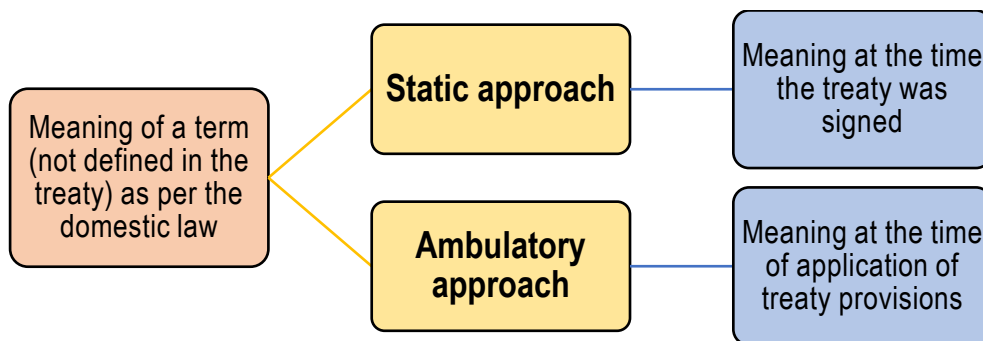 Meaning of a term
(not defined in the
treaty) as per the
domestic law
Static approach
Meaning at the time
the treaty was
signed
Ambulatory
approach
Meaning at the time
of application of
treaty provisions